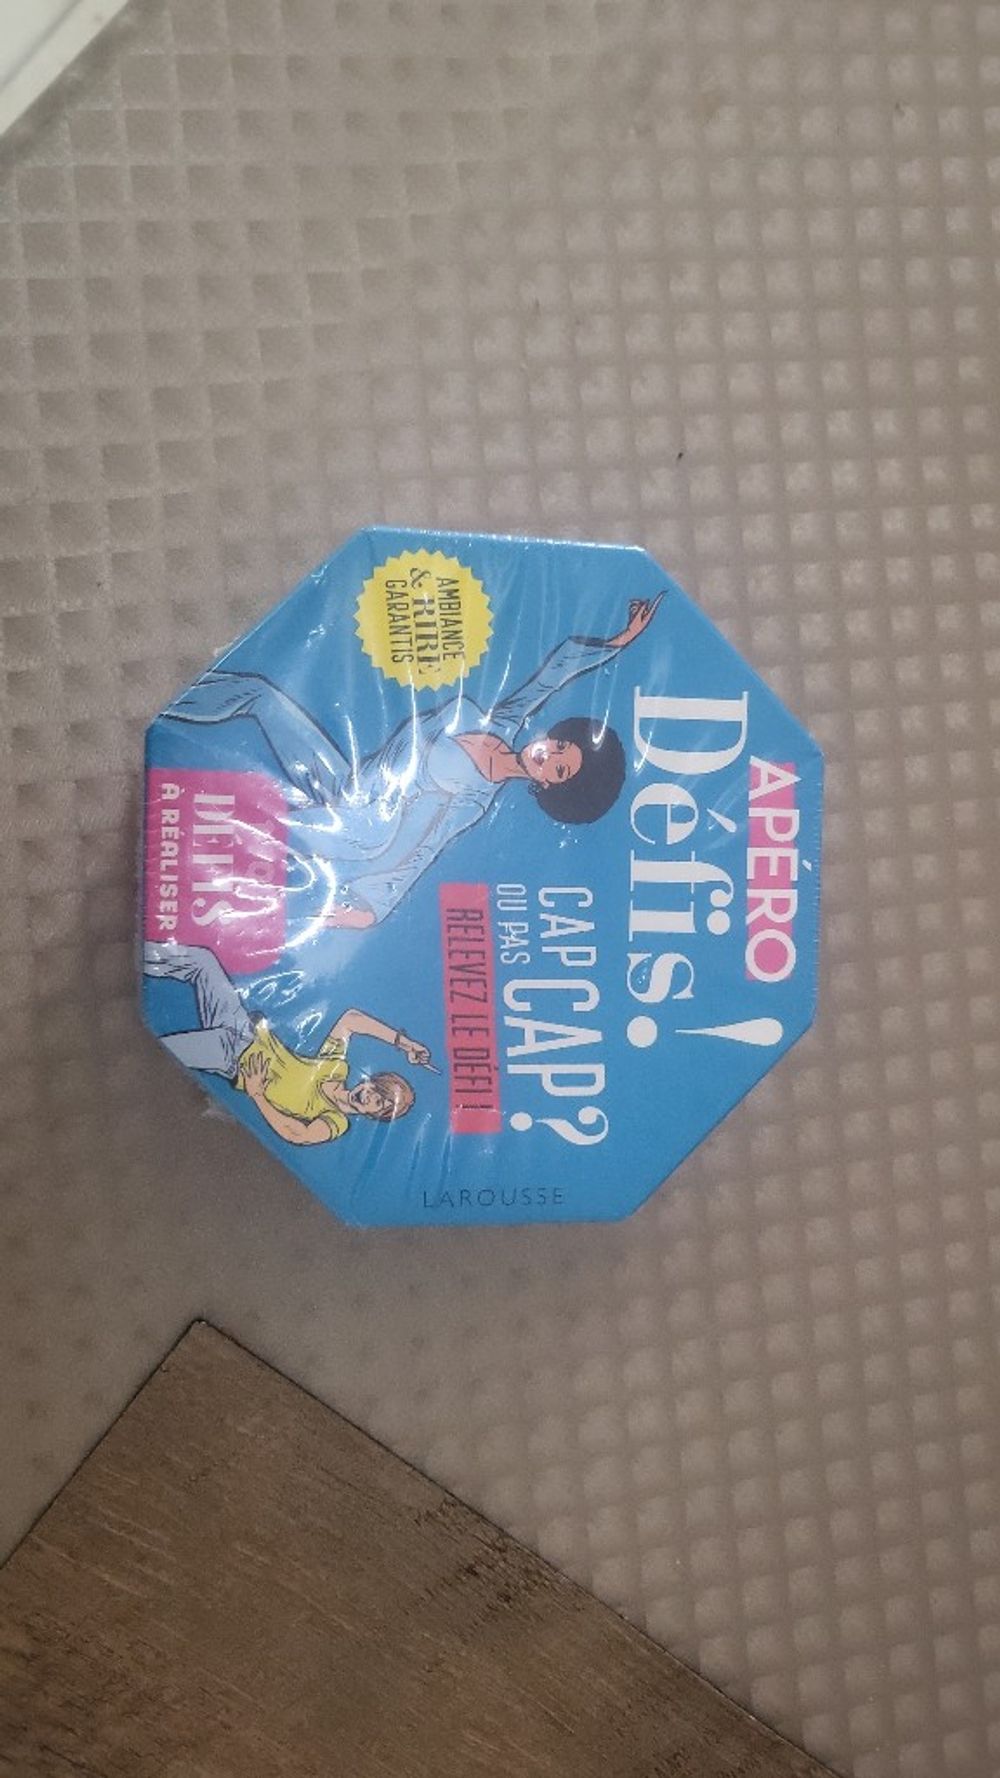 APÉRO
Défis!
CAP CAP?
OU PAS
RELEVEZ LE DÉFI!
AMBIANCE
& RIRE
GARANTIS
DÉFIS
À RÉALISER
LAROUSSE